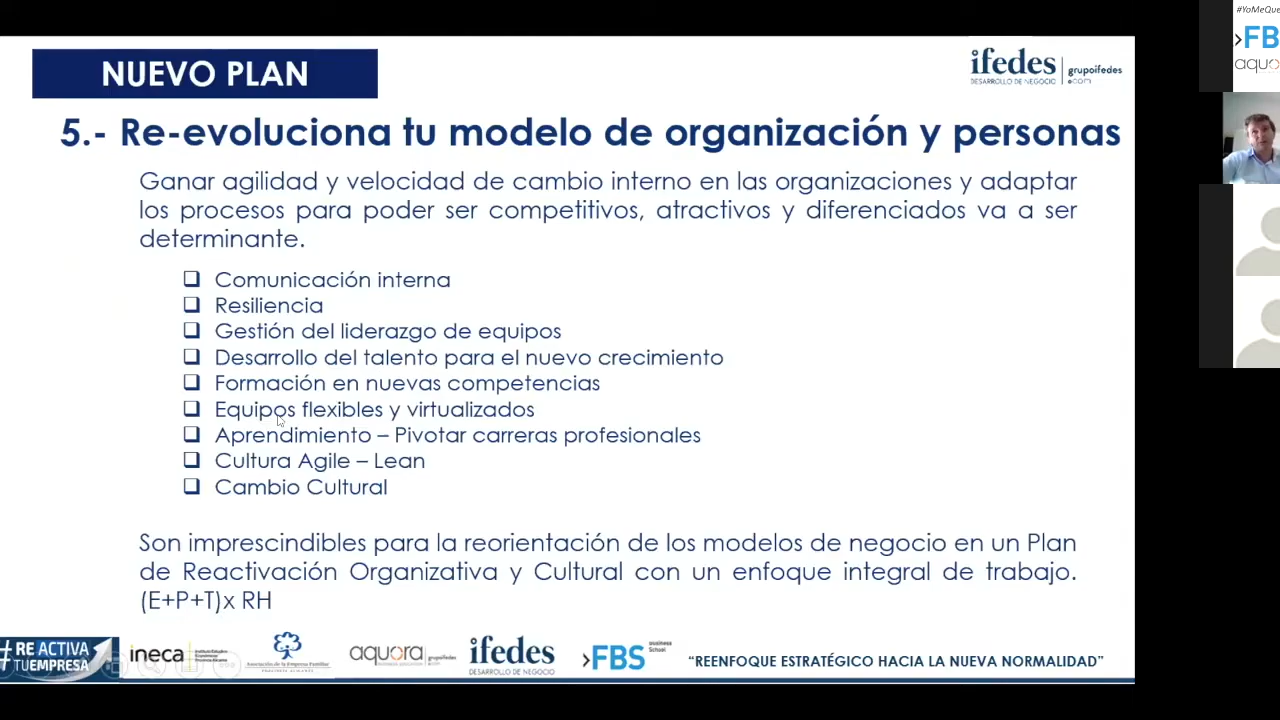 NUEVO PLAN
ifedes
DESARROLLO DE NEGOCIO
grupoifedes
.com
#YoMeQue
›FB
aquo
5.- Re-evoluciona tu modelo de organización y personas
Ganar agilidad y velocidad de cambio interno en las organizaciones y adaptar
los procesos para poder ser competitivos, atractivos y diferenciados va a ser
determinante.
❑ Comunicación interna
❑ Resiliencia
❑ Gestión del liderazgo de equipos
❑ Desarrollo del talento para el nuevo crecimiento
❑ Formación en nuevas competencias
❑ Equipos flexibles y virtualizados
❑ Aprendimiento – Pivotar carreras profesionales
❑ Cultura Agile – Lean
❑ Cambio Cultural
Son imprescindibles para la reorientación de los modelos de negocio en un Plan
de Reactivación Organizativa y Cultural con un enfoque integral de trabajo.
(E+P+T)x RH
#RE ACTIVA
TU EMPRESA
ineca
Asociación de la Empresa Familiar
aquora
grupoifedes
.com
ifedes
DESARROLLO DE NEGOCIO
›FBS
business
School
“REENFOQUE ESTRATÉGICO HACIA LA NUEVA NORMALIDAD”